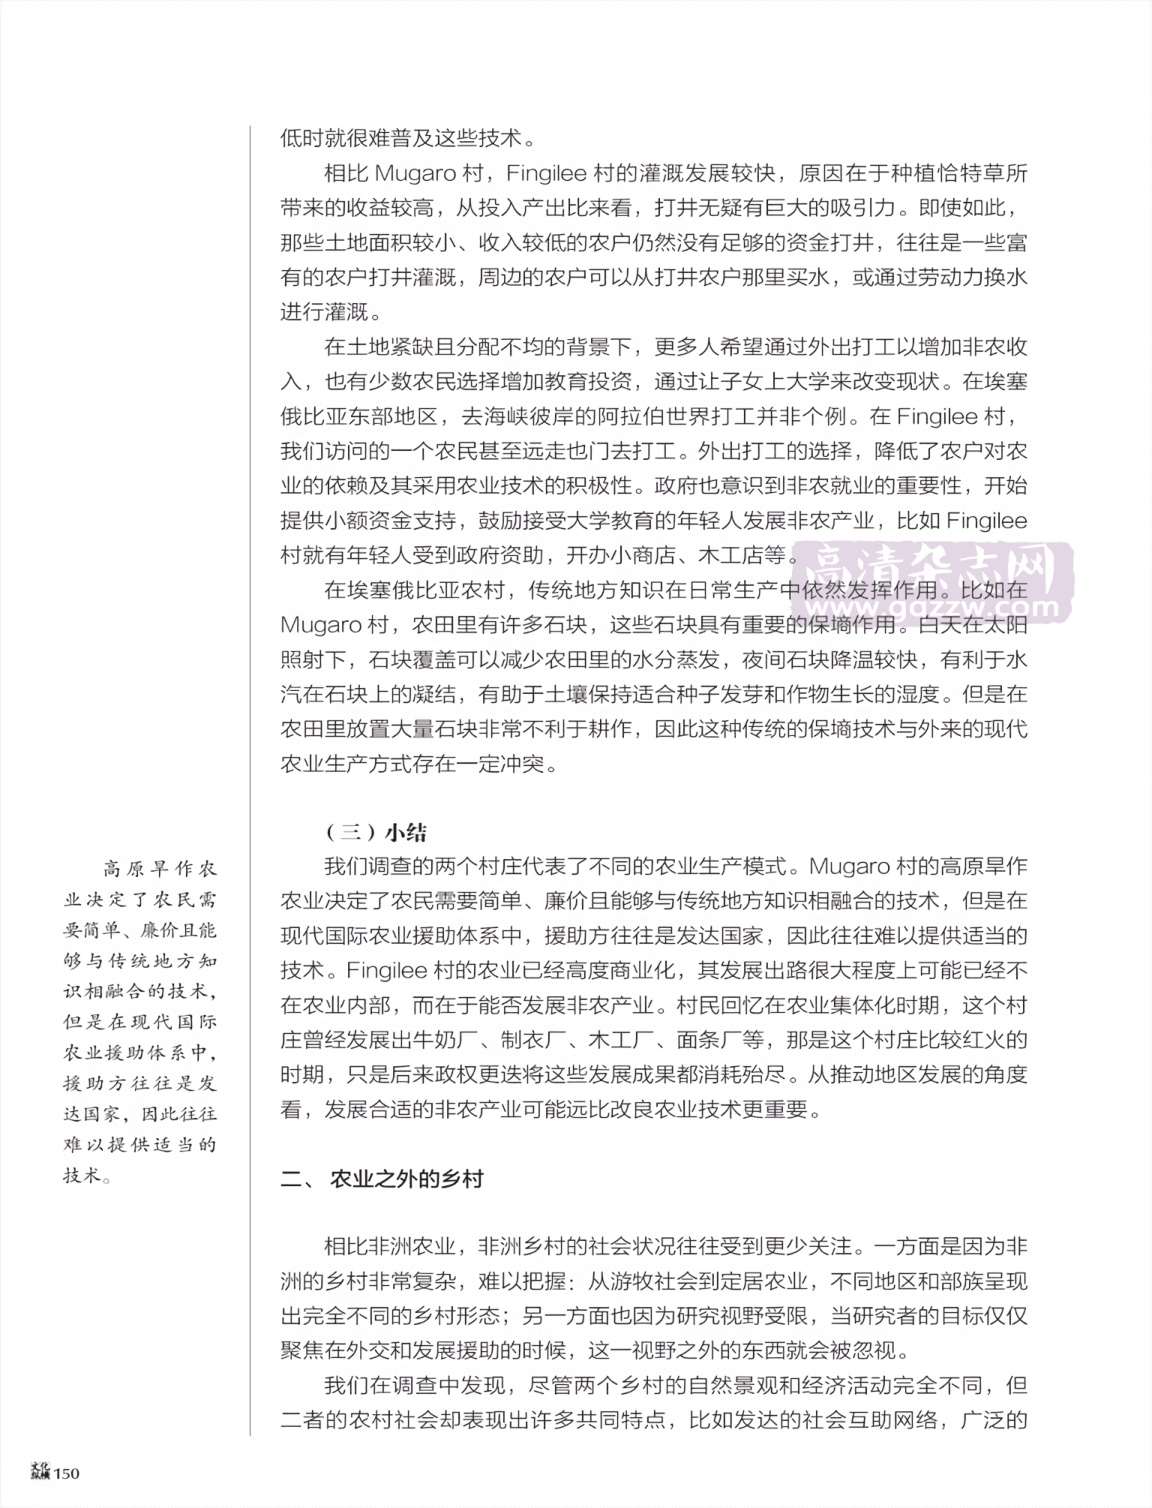 低时就很难普及这些技术。
相比 Mugaro 村，Fingilee 村的灌溉发展较快，原因在于种植恰特草所
带来的收益较高，从投入产出比来看，打井无疑有巨大的吸引力。即使如此，
那些土地面积较小、收入较低的农户仍然没有足够的资金打井，往往是一些富
有的农户打井灌溉，周边的农户可以从打井农户那里买水，或通过劳动力换水
进行灌溉。
在土地紧缺且分配不均的背景下，更多人希望通过外出打工以增加非农收
入，也有少数农民选择增加教育投资，通过让子女上大学来改变现状。在埃塞
俄比亚东部地区，去海峡彼岸的阿拉伯世界打工并非个例。在 Fingilee 村，
我们访问的一个农民甚至远走也门去打工。外出打工的选择，降低了农户对农
业的依赖及其采用农业技术的积极性。政府也意识到非农就业的重要性，开始
提供小额资金支持，鼓励接受大学教育的年轻人发展非农产业，比如 Fingilee
村就有年轻人受到政府资助，开办小商店、木工店等。
高清杂志网
www.gqzzw.com
在埃塞俄比亚农村，传统地方知识在日常生产中依然发挥作用。比如在
Mugaro 村，农田里有许多石块，这些石块具有重要的保墒作用。白天在太阳
照射下，石块覆盖可以减少农田里的水分蒸发，夜间石块降温较快，有利于水
汽在石块上的凝结，有助于土壤保持适合种子发芽和作物生长的湿度。但是在
农田里放置大量石块非常不利于耕作，因此这种传统的保墒技术与外来的现代
农业生产方式存在一定冲突。
（三）小结
我们调查的两个村庄代表了不同的农业生产模式。Mugaro 村的高原旱作
农业决定了农民需要简单、廉价且能够与传统地方知识相融合的技术，但是在
现代国际农业援助体系中，援助方往往是发达国家，因此往往难以提供适当的
技术。Fingilee 村的农业已经高度商业化，其发展出路很大程度上可能已经不
在农业内部，而在于能否发展非农产业。村民回忆在农业集体化时期，这个村
庄曾经发展出牛奶厂、制衣厂、木工厂、面条厂等，那是这个村庄比较红火的
时期，只是后来政权更迭将这些发展成果都消耗殆尽。从推动地区发展的角度
看，发展合适的非农产业可能远比改良农业技术更重要。
高原旱作农
业决定了农民需
要简单、廉价且能
够与传统地方知
识相融合的技术，
但是在现代国际
农业援助体系中，
援助方往往是发
达国家，因此往往
难以提供适当的
技术。
二、 农业之外的乡村
相比非洲农业，非洲乡村的社会状况往往受到更少关注。一方面是因为非
洲的乡村非常复杂，难以把握：从游牧社会到定居农业，不同地区和部族呈现
出完全不同的乡村形态；另一方面也因为研究视野受限，当研究者的目标仅仅
聚焦在外交和发展援助的时候，这一视野之外的东西就会被忽视。
我们在调查中发现，尽管两个乡村的自然景观和经济活动完全不同，但
二者的农村社会却表现出许多共同特点，比如发达的社会互助网络，广泛的
文化纵横 150